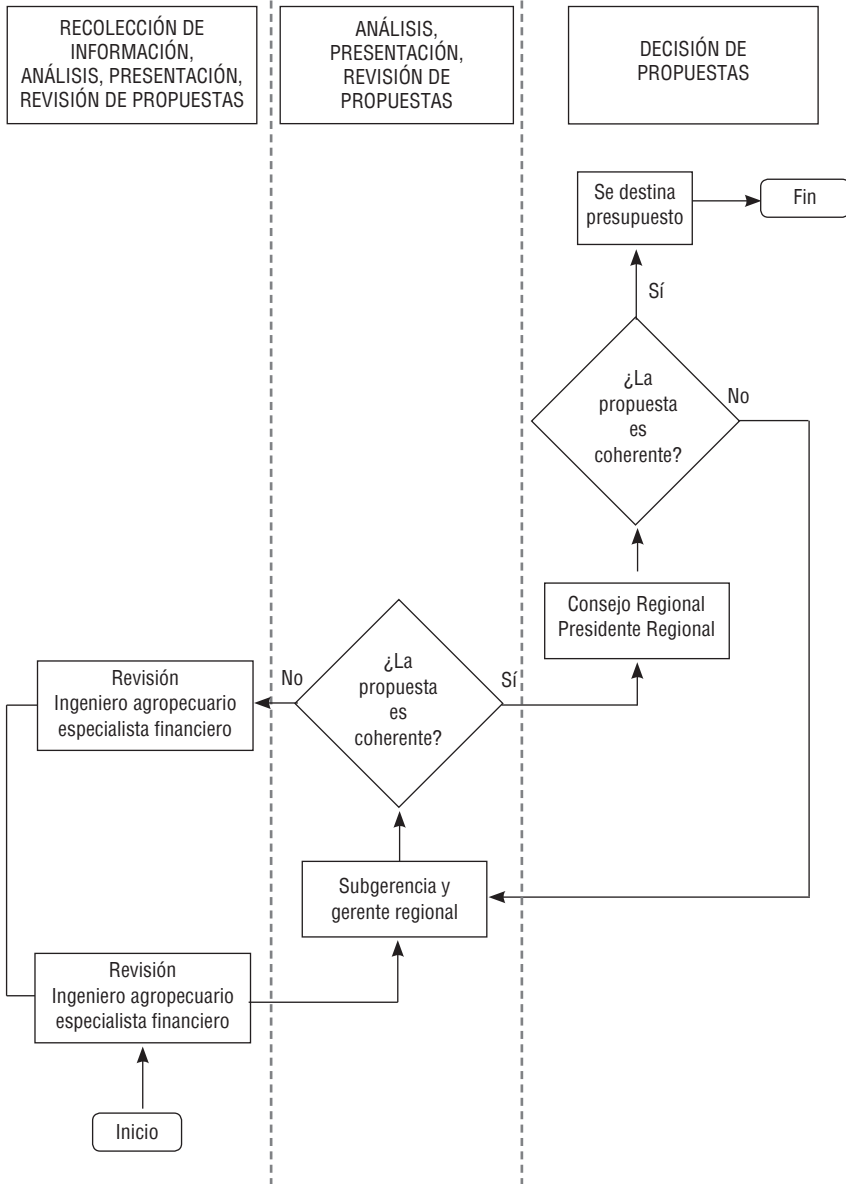 RECOLECCIÓN DE
INFORMACIÓN,
ANÁLISIS, PRESENTACIÓN,
REVISIÓN DE PROPUESTAS
ANÁLISIS,
PRESENTACIÓN,
REVISIÓN DE
PROPUESTAS
DECISIÓN DE
PROPUESTAS
Se destina
presupuesto
Fin
Sí
¿La
propuesta
es
coherente?
No
Consejo Regional
Presidente Regional
Revisión
Ingeniero agropecuario
especialista financiero
No
¿La
propuesta
es
coherente?
Sí
Subgerencia y
gerente regional
Revisión
Ingeniero agropecuario
especialista financiero
Inicio